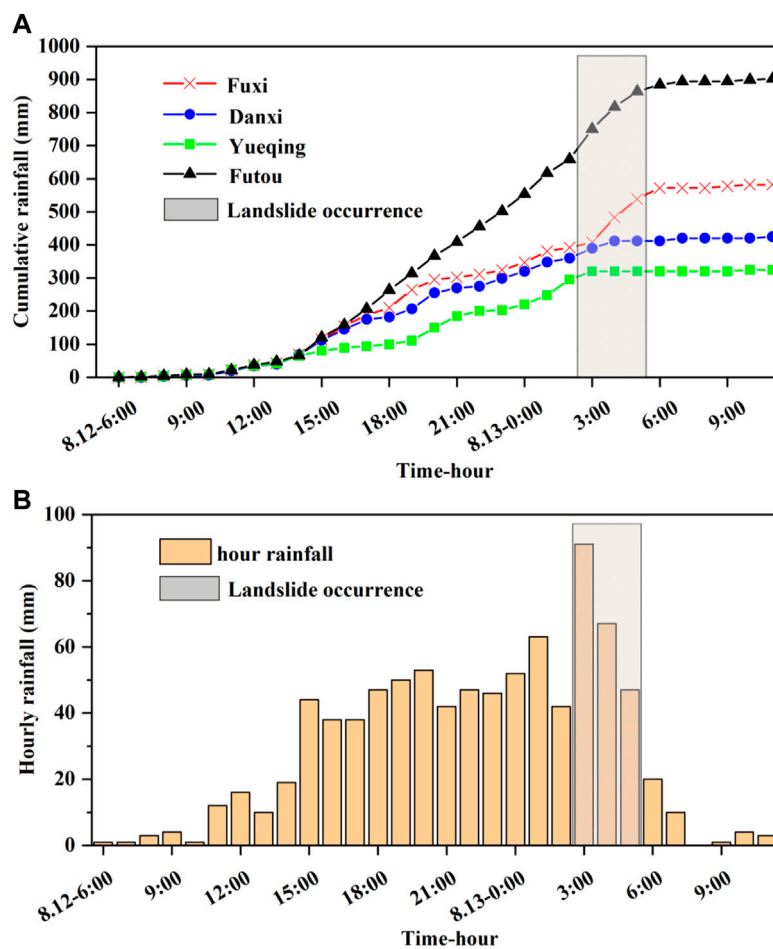 A
1000
900
800
700
600
500
400
300
200
100
0
Cumulative rainfall (mm)
Fuxi
Danxi
Yueqing
Futou
Landslide occurrence
8.12-6:00
9:00
12:00
15:00
18:00
21:00
8.13-0:00
3:00
6:00
9:00
Time-hour
B
100
80
60
40
20
0
Hourly rainfall (mm)
hour rainfall
Landslide occurrence
8.12-6:00
9:00
12:00
15:00
18:00
21:00
8.13-0:00
3:00
6:00
9:00
Time-hour